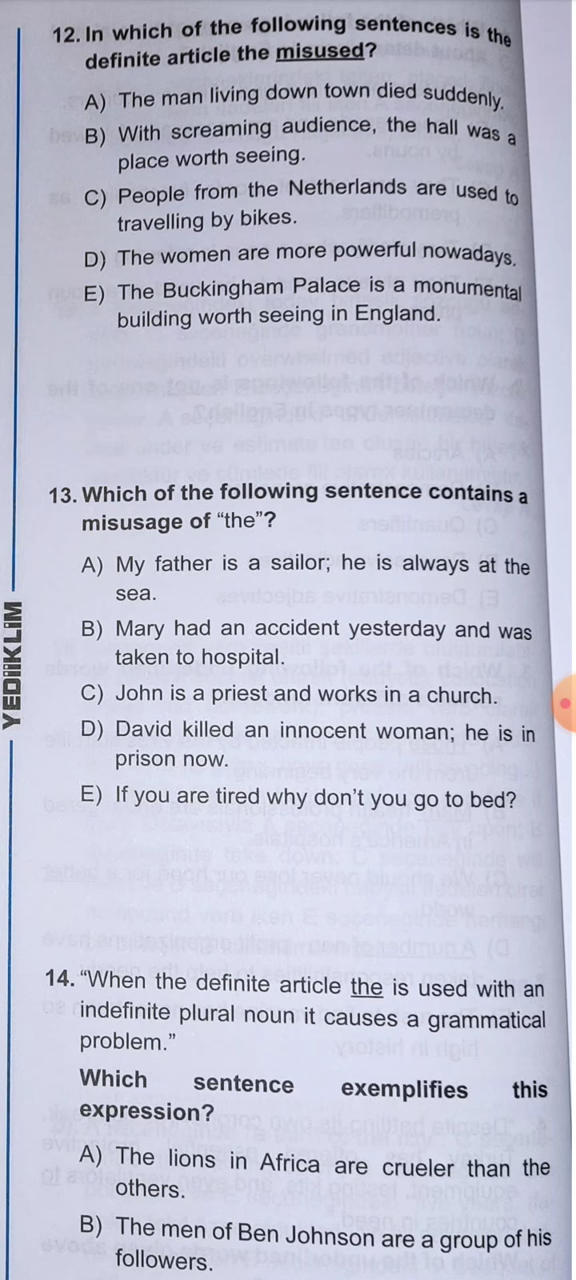 12. In which of the following sentences is the
definite article the misused?
A) The man living down town died suddenly.
B) With screaming audience, the hall was a
place worth seeing.
C) People from the Netherlands are used to
travelling by bikes.
D) The women are more powerful nowadays.
E) The Buckingham Palace is a monumental
building worth seeing in England.
13. Which of the following sentence contains a
misusage of “the”?
A) My father is a sailor; he is always at the
sea.
B) Mary had an accident yesterday and was
taken to hospital.
C) John is a priest and works in a church.
D) David killed an innocent woman; he is in
prison now.
E) If you are tired why don’t you go to bed?
YEDİİKLİM
14. “When the definite article the is used with an
indefinite plural noun it causes a grammatical
problem.”
Which sentence exemplifies this
expression?
A) The lions in Africa are crueler than the
others.
B) The men of Ben Johnson are a group of his
followers.